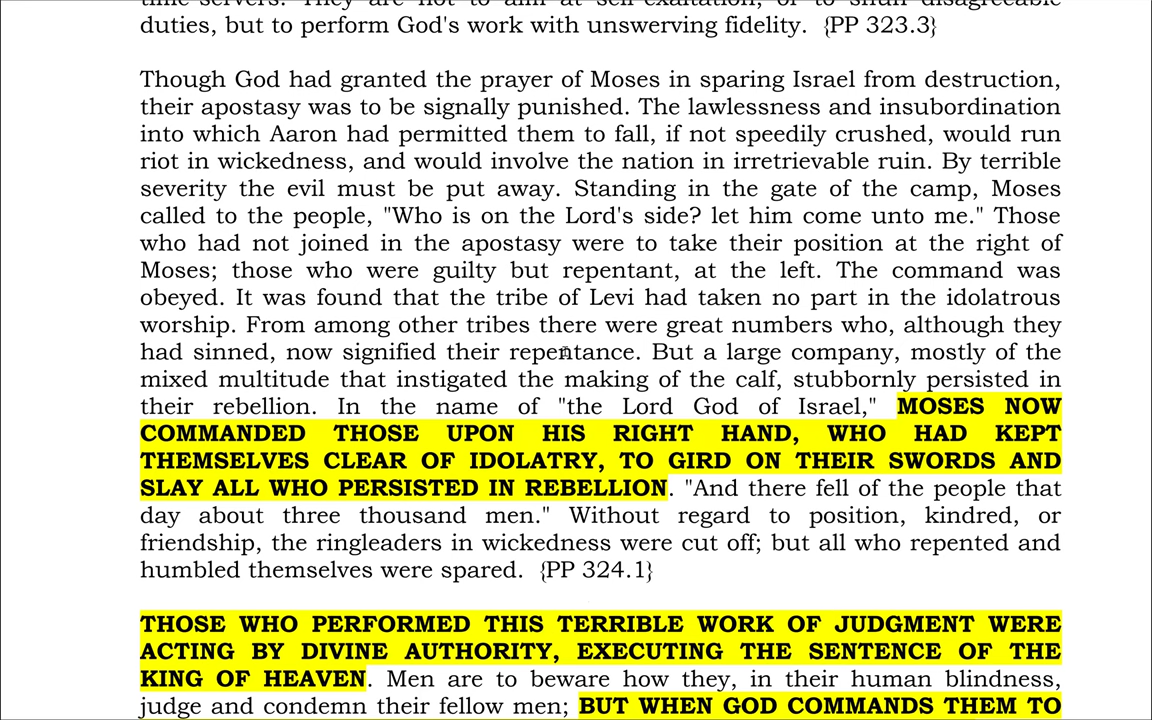 time servers. They are not to aim at self-exaltation, or to shun disagreeable
duties, but to perform God's work with unswerving fidelity.  {PP 323.3}
Though God had granted the prayer of Moses in sparing Israel from destruction,
their apostasy was to be signally punished. The lawlessness and insubordination
into which Aaron had permitted them to fall, if not speedily crushed, would run
riot in wickedness, and would involve the nation in irretrievable ruin. By terrible
severity the evil must be put away. Standing in the gate of the camp, Moses
called to the people, "Who is on the Lord's side? let him come unto me." Those
who had not joined in the apostasy were to take their position at the right of
Moses; those who were guilty but repentant, at the left. The command was
obeyed. It was found that the tribe of Levi had taken no part in the idolatrous
worship. From among other tribes there were great numbers who, although they
had sinned, now signified their repentance. But a large company, mostly of the
mixed multitude that instigated the making of the calf, stubbornly persisted in
their rebellion. In the name of "the Lord God of Israel," MOSES NOW
COMMANDED THOSE UPON HIS RIGHT HAND, WHO HAD KEPT
THEMSELVES CLEAR OF IDOLATRY, TO GIRD ON THEIR SWORDS AND
SLAY ALL WHO PERSISTED IN REBELLION. "And there fell of the people that
day about three thousand men." Without regard to position, kindred, or
friendship, the ringleaders in wickedness were cut off; but all who repented and
humbled themselves were spared.  {PP 324.1}
THOSE WHO PERFORMED THIS TERRIBLE WORK OF JUDGMENT WERE
ACTING BY DIVINE AUTHORITY, EXECUTING THE SENTENCE OF THE
KING OF HEAVEN. Men are to beware how they, in their human blindness,
judge and condemn their fellow men; BUT WHEN GOD COMMANDS THEM TO